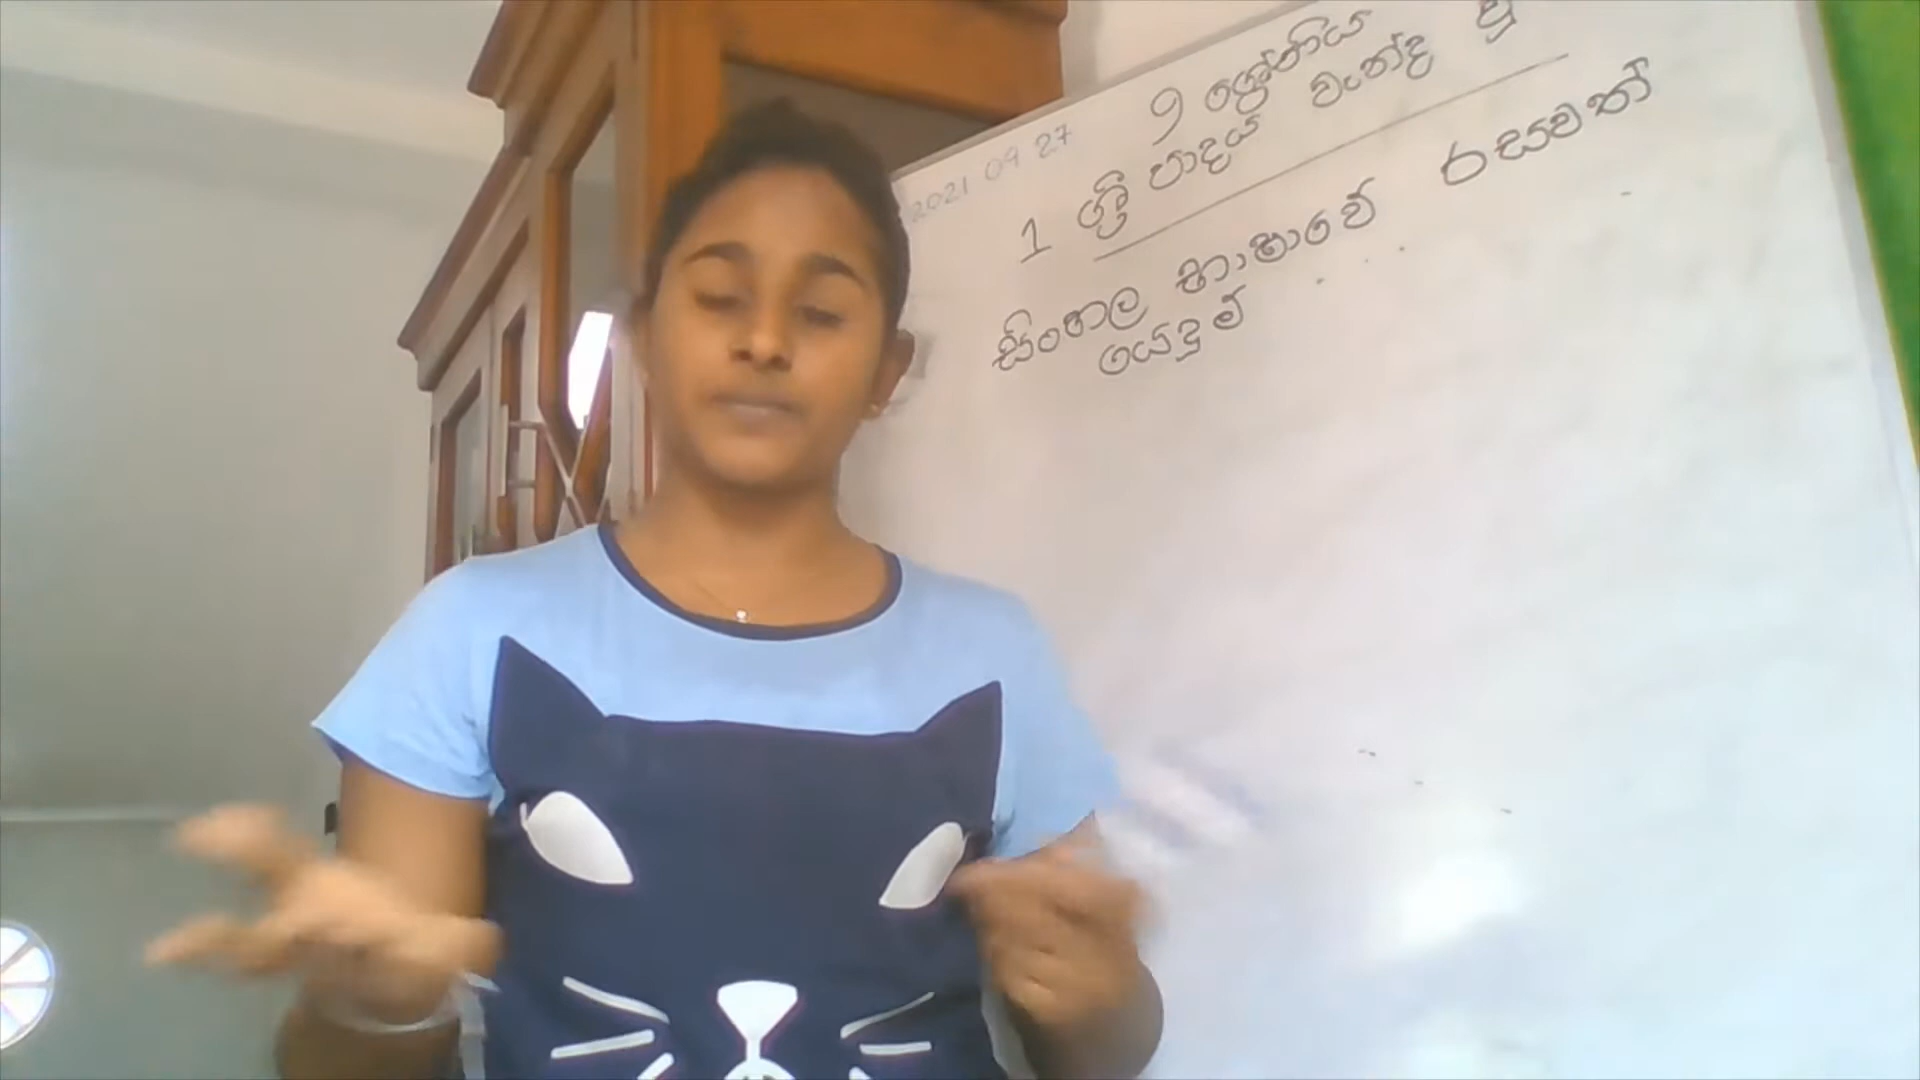 2021 09 27
9 ශ්‍රේණිය
1 ශ්‍රී පාදය වැන්ද පු
සිංහල භාෂාවේ රසවත්
යෙදුම්